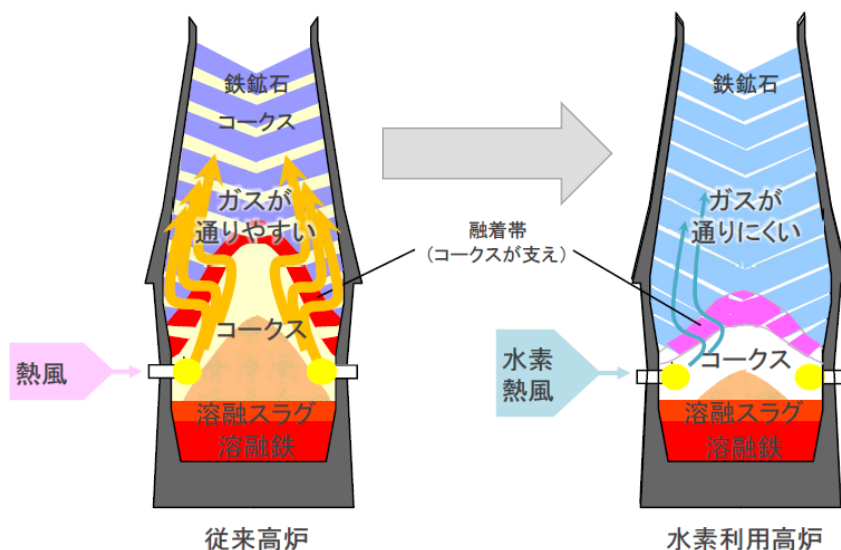 鉄鉱石
コークス
ガスが
通りやすい
コークス
熱風
溶融スラグ
溶融鉄
従来高炉
融着帯
(コークスが支え)
鉄鉱石
ガスが
通りにくい
コークス
水素
熱風
溶融スラグ
溶融鉄
水素利用高炉